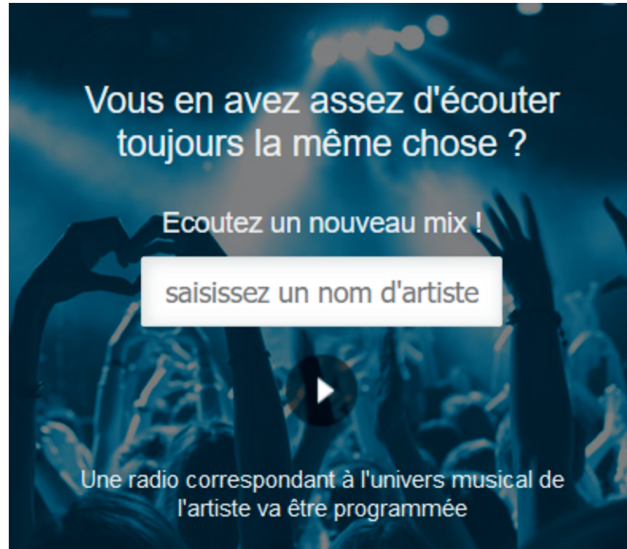 Vous en avez assez d'écouter
toujours la même chose ?
Ecoutez un nouveau mix !
saisissez un nom d'artiste
Une radio correspondant à l'univers musical de
l'artiste va être programmée